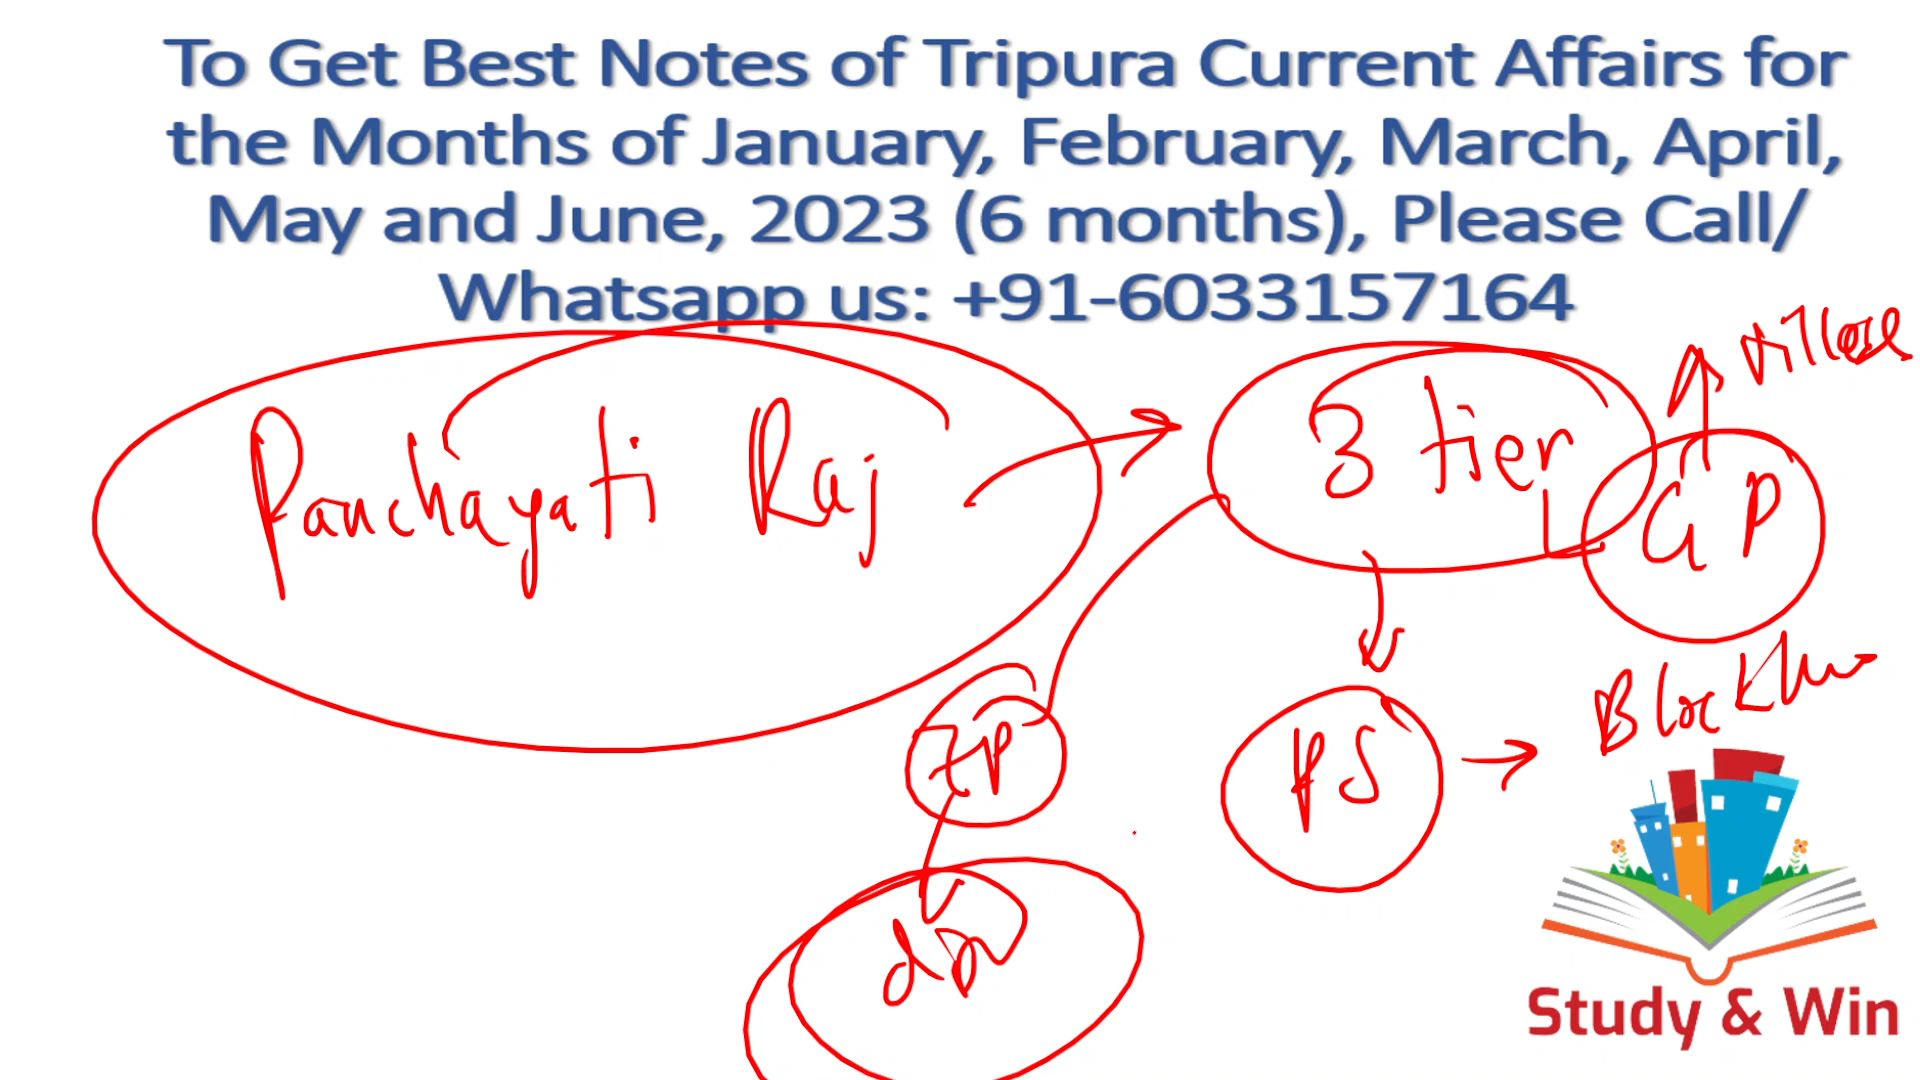 To Get Best Notes of Tripura Current Affairs for
the Months of January, February, March, April,
May and June, 2023 (6 months), Please Call/
Whatsapp us: +91-6033157164
Village
Panchayati Raj
3 tier
GP
ZP
PS
Block
Study & Win